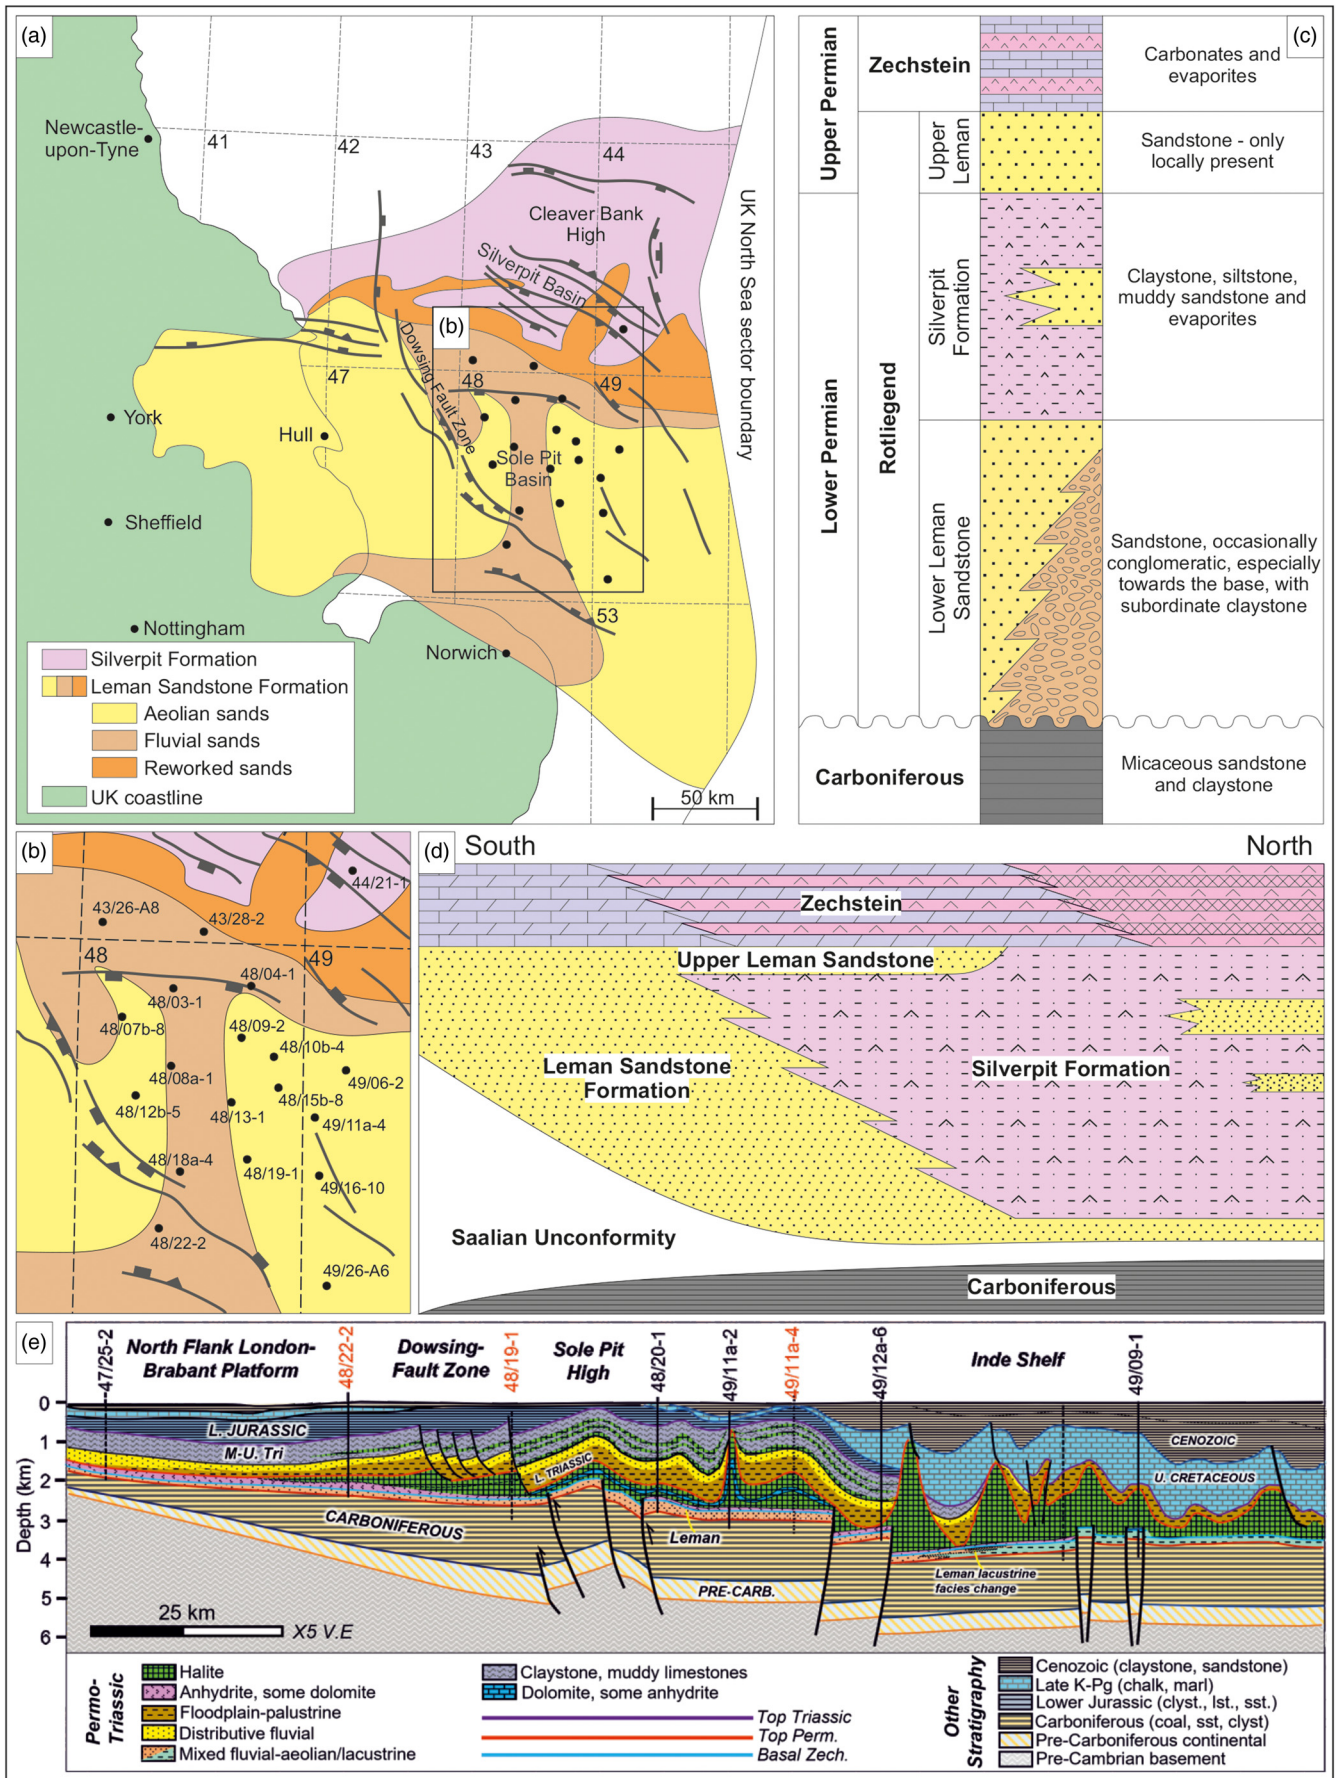 (a)
Newcastle-
upon-Tyne
41
42
43
44
Cleaver Bank
High
Silverpit Basin
UK North Sea sector boundary
(b)
Dowsing Fault Zone
47
48
49
York
Hull
Sole Pit
Basin
Sheffield
53
Nottingham
Norwich
Silverpit Formation
Leman Sandstone Formation
Aeolian sands
Fluvial sands
Reworked sands
UK coastline
50 km
(c)
Upper Permian
Lower Permian
Zechstein
Rotliegend
Carboniferous
Upper
Leman
Silverpit
Formation
Lower Leman
Sandstone
Carbonates and
evaporites
Sandstone - only
locally present
Claystone, siltstone,
muddy sandstone and
evaporites
Sandstone, occasionally
conglomeratic, especially
towards the base, with
subordinate claystone
Micaceous sandstone
and claystone
(b)
44/21-1
43/26-A8
43/28-2
48
49
48/04-1
48/03-1
48/07b-8
48/09-2
48/10b-4
48/08a-1
49/06-2
48/12b-5
48/13-1
48/15b-8
49/11a-4
48/18a-4
48/19-1
49/16-10
48/22-2
49/26-A6
(d)
South
North
Zechstein
Upper Leman Sandstone
Leman Sandstone
Formation
Silverpit Formation
Saalian Unconformity
Carboniferous
(e)
47/25-2
North Flank London-
Brabant Platform
48/22-2
Dowsing-
Fault Zone
48/19-1
Sole Pit
High
48/20-1
49/11a-2
49/11a-4
49/12a-6
Inde Shelf
49/09-1
Depth (km)
0
1
2
3
4
5
6
L. JURASSIC
M-U. Tri
L. TRIASSIC
CENOZOIC
U. CRETACEOUS
CARBONIFEROUS
Leman
Leman lacustrine
facies change
PRE-CARB.
25 km
X5 V.E
Permo-
Triassic
Halite
Anhydrite, some dolomite
Floodplain-palustrine
Distributive fluvial
Mixed fluvial-aeolian/lacustrine
Claystone, muddy limestones
Dolomite, some anhydrite
Top Triassic
Top Perm.
Basal Zech.
Other
Stratigraphy
Cenozoic (claystone, sandstone)
Late K-Pg (chalk, marl)
Lower Jurassic (clyst., lst., sst.)
Carboniferous (coal, sst, clyst)
Pre-Carboniferous continental
Pre-Cambrian basement